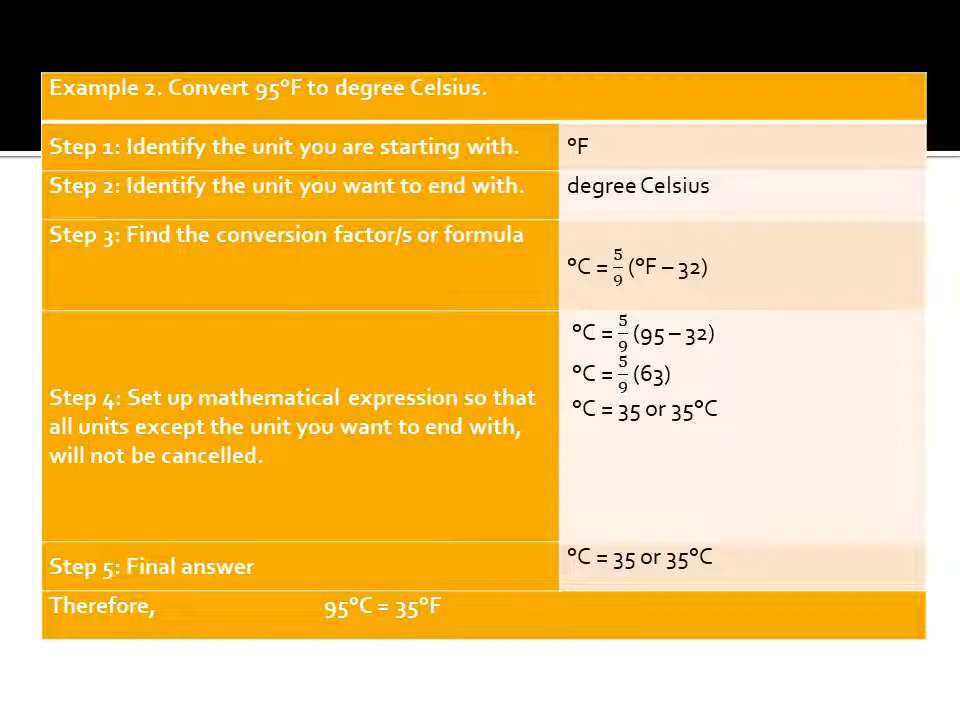 Example 2. Convert 95°F to degree Celsius.
Step 1: Identify the unit you are starting with.
°F
Step 2: Identify the unit you want to end with.
degree Celsius
Step 3: Find the conversion factor/s or formula
°C = 5/9 (°F – 32)
Step 4: Set up mathematical expression so that
all units except the unit you want to end with,
will not be cancelled.
°C = 5/9 (95 – 32)
°C = 5/9 (63)
°C = 35 or 35°C
Step 5: Final answer
°C = 35 or 35°C
Therefore, 95°C = 35°F